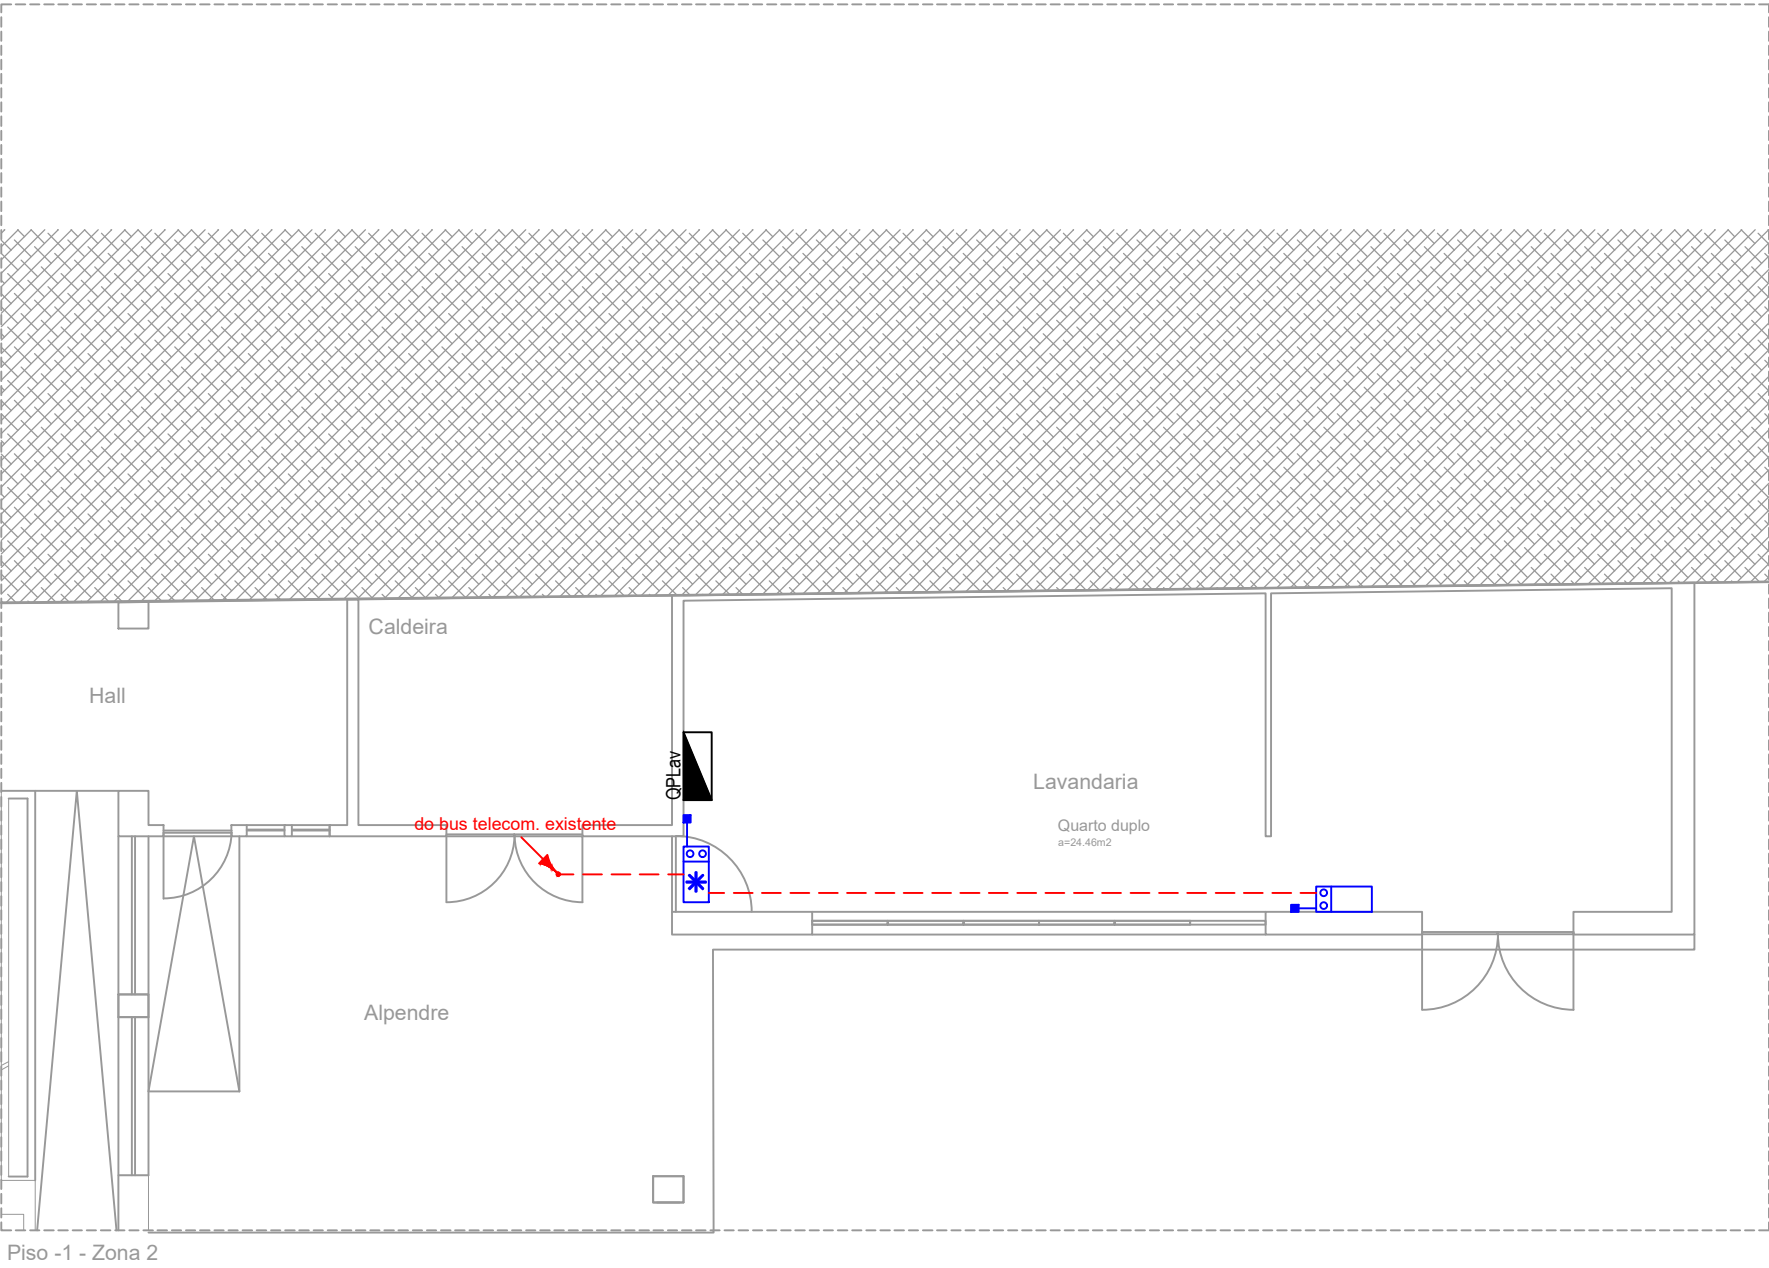 Caldeira
Hall
QPLav
Lavandaria
do bus telecom. existente
Quarto duplo
a=24.46m2
Alpendre
Piso -1 - Zona 2